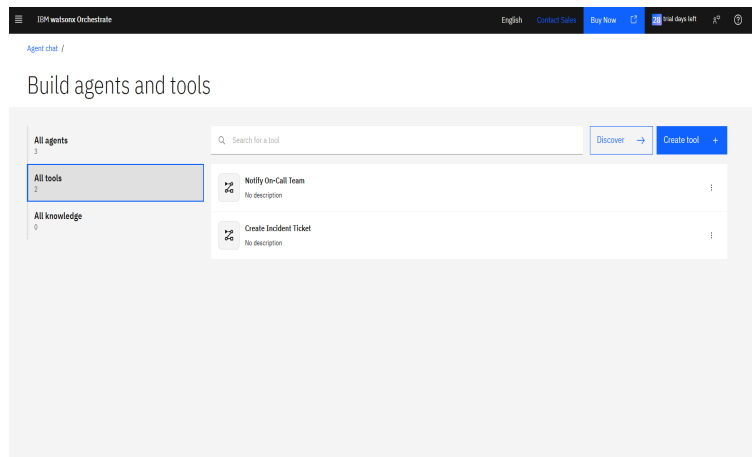 IBM watsonx Orchestrate
English
Contact Sales
Buy Now
28 trial days left
Agent chat /
Build agents and tools
All agents
3
All tools
2
All knowledge
0
Search for a tool
Discover
Create tool +
Notify On-Call Team
No description
Create Incident Ticket
No description